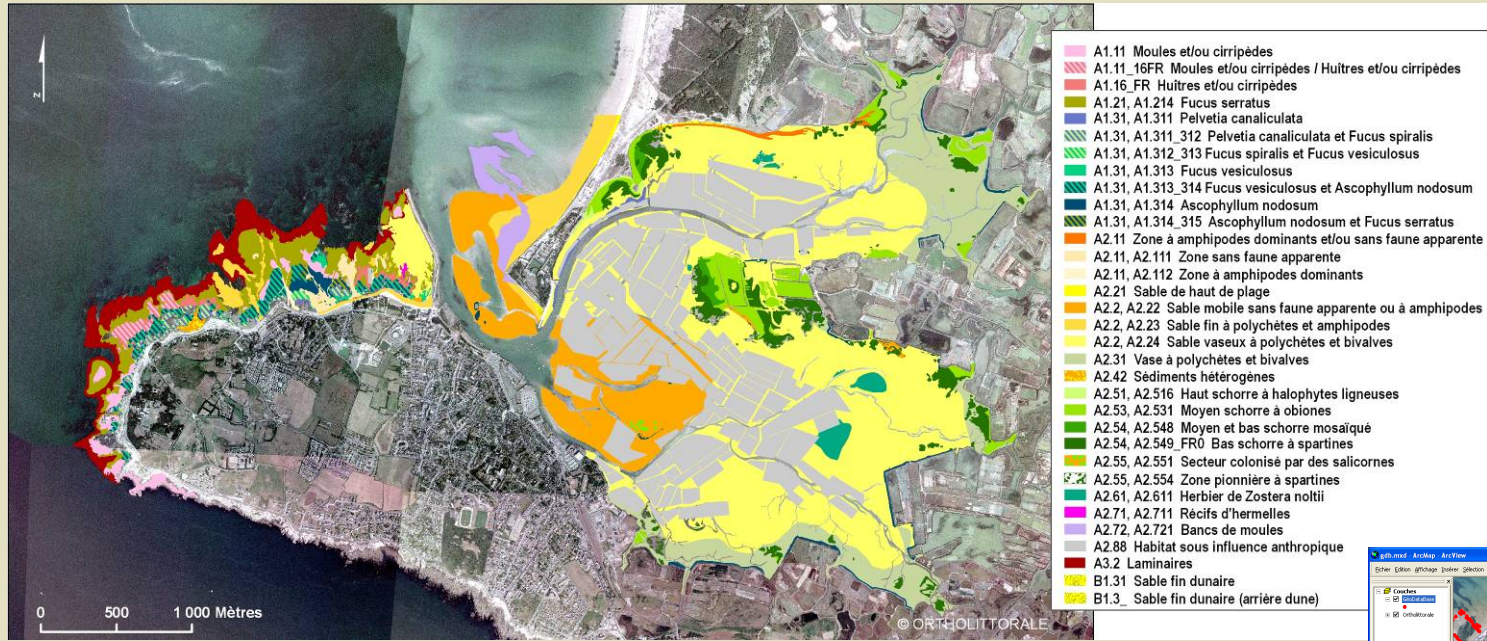 z
0 500 1 000 Mètres
© ORTHOLITTORALE
A1.11 Moules et/ou cirripèdes
A1.11_16FR Moules et/ou cirripèdes / Huîtres et/ou cirripèdes
A1.16_FR Huîtres et/ou cirripèdes
A1.21, A1.214 Fucus serratus
A1.31, A1.311 Pelvetia canaliculata
A1.31, A1.311_312 Pelvetia canaliculata et Fucus spiralis
A1.31, A1.312_313 Fucus spiralis et Fucus vesiculosus
A1.31, A1.313 Fucus vesiculosus
A1.31, A1.313_314 Fucus vesiculosus et Ascophyllum nodosum
A1.31, A1.314 Ascophyllum nodosum
A1.31, A1.314_315 Ascophyllum nodosum et Fucus serratus
A2.11 Zone à amphipodes dominants et/ou sans faune apparente
A2.11, A2.111 Zone sans faune apparente
A2.11, A2.112 Zone à amphipodes dominants
A2.21 Sable de haut de plage
A2.2, A2.22 Sable mobile sans faune apparente ou à amphipodes
A2.2, A2.23 Sable fin à polychètes et amphipodes
A2.2, A2.24 Sable vaseux à polychètes et bivalves
A2.31 Vase à polychètes et bivalves
A2.42 Sédiments hétérogènes
A2.51, A2.516 Haut schorre à halophytes ligneuses
A2.53, A2.531 Moyen schorre à obiones
A2.54, A2.548 Moyen et bas schorre mosaïqué
A2.54, A2.549_FR0 Bas schorre à spartines
A2.55, A2.551 Secteur colonisé par des salicornes
A2.55, A2.554 Zone pionnière à spartines
A2.61, A2.611 Herbier de Zostera noltii
A2.71, A2.711 Récifs d'hermelles
A2.72, A2.721 Bancs de moules
A2.88 Habitat sous influence anthropique
A3.2 Laminaires
B1.31 Sable fin dunaire
B1.3_ Sable fin dunaire (arrière dune)
gdb.mxd - ArcMap - ArcView
Fichier Edition Affichage Insérer Sélection
Couches
GeoDataBase
Ortholittorale